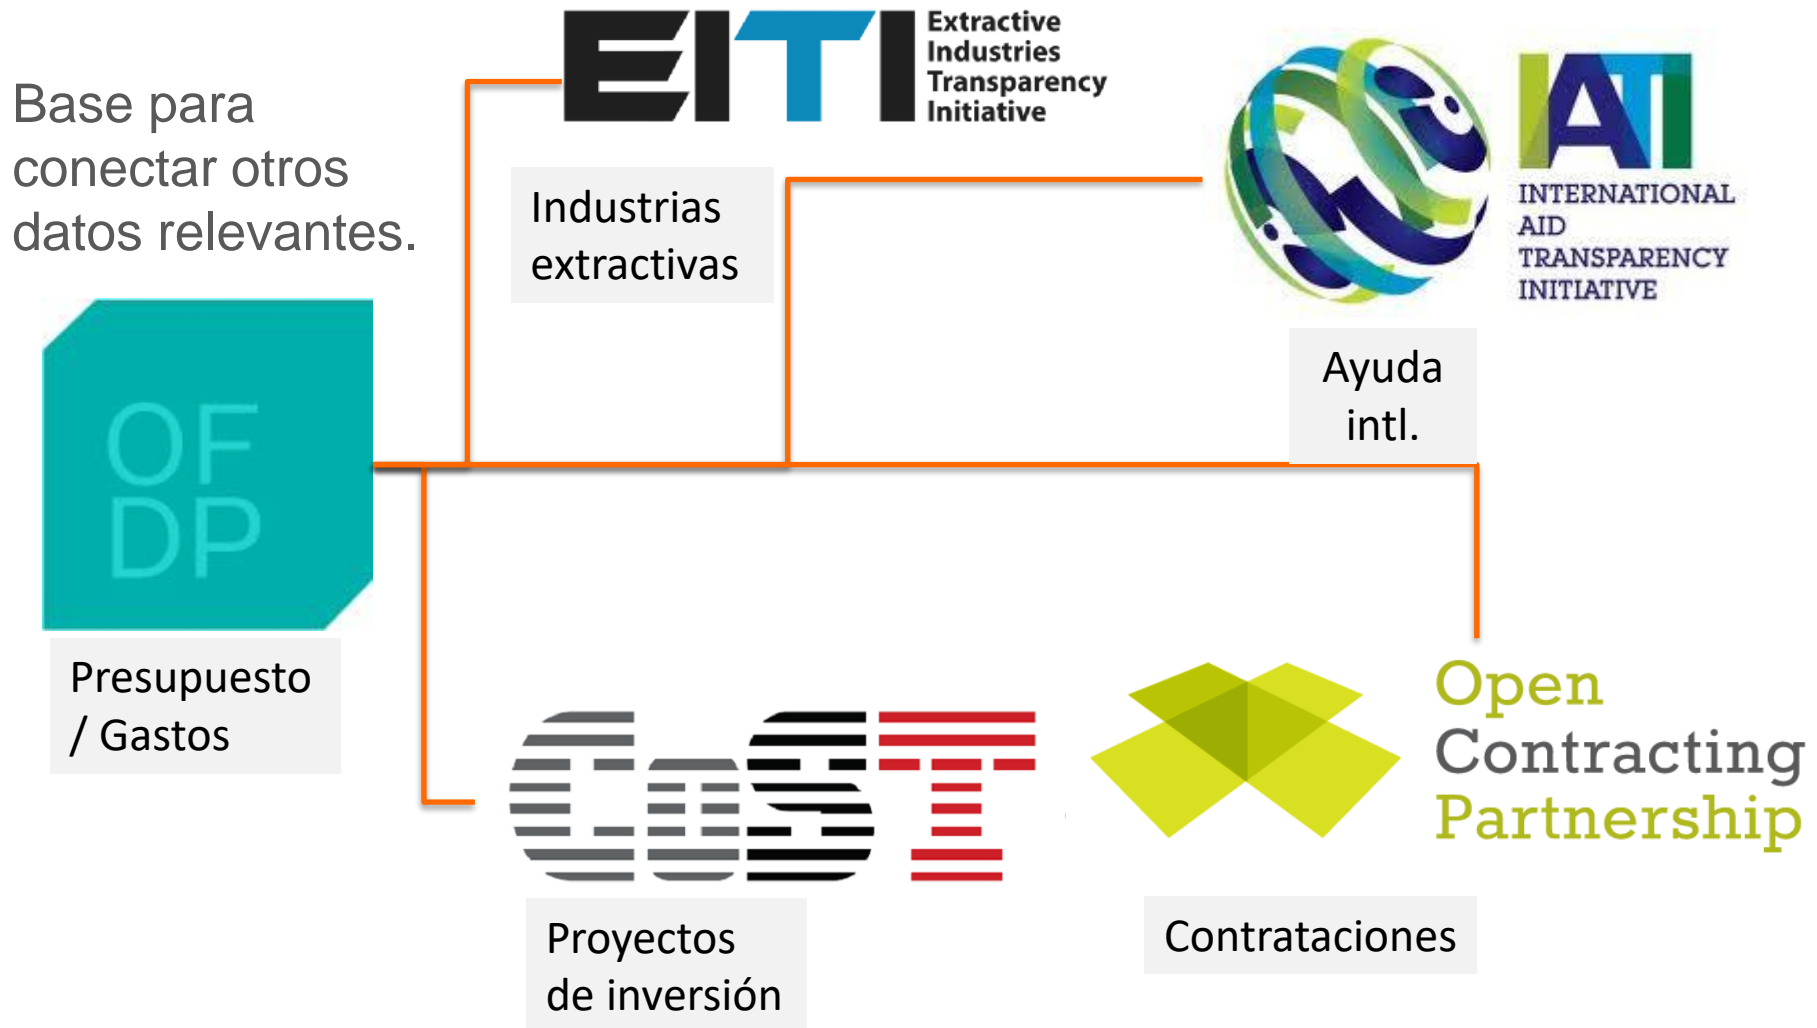 Base para
conectar otros
datos relevantes.
EITI
Extractive
Industries
Transparency
Initiative
Industrias
extractivas
IATI
INTERNATIONAL
AID
TRANSPARENCY
INITIATIVE
Ayuda
intl.
OF
DP
Presupuesto
/ Gastos
CoST
Proyectos
de inversión
Open
Contracting
Partnership
Contrataciones